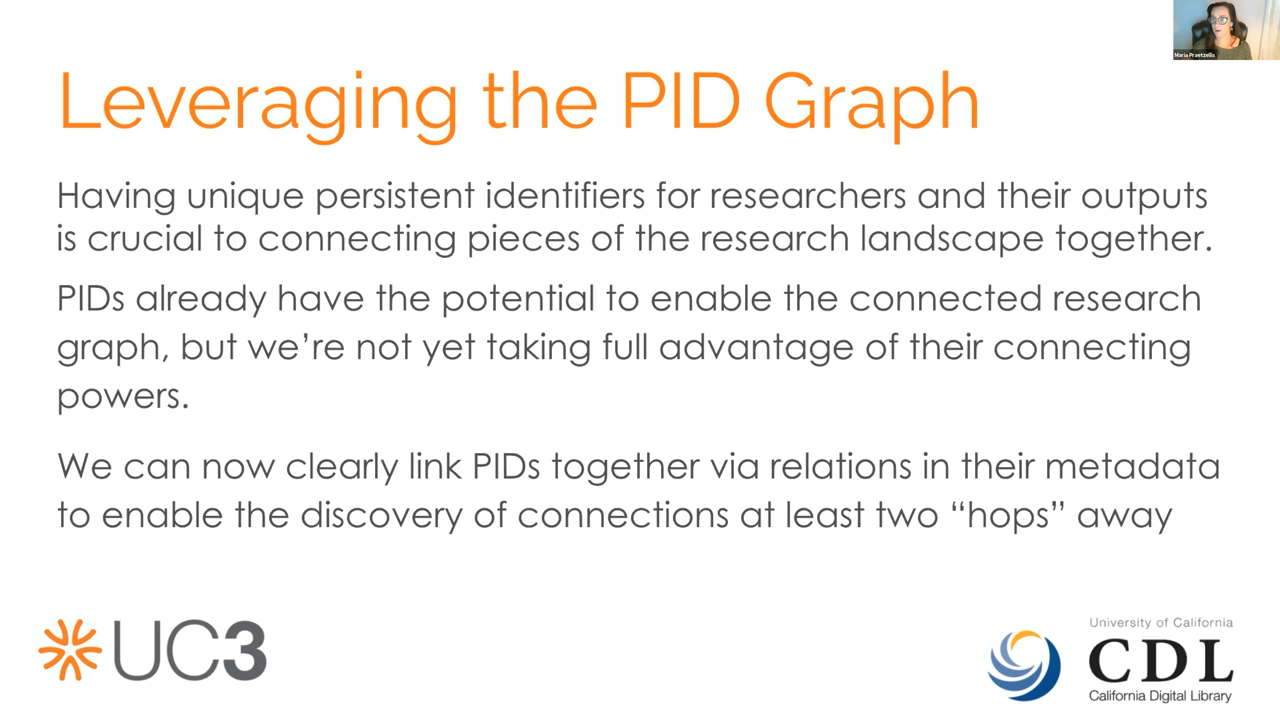 Maria Praetzellis
Leveraging the PID Graph
Having unique persistent identifiers for researchers and their outputs
is crucial to connecting pieces of the research landscape together.
PIDs already have the potential to enable the connected research
graph, but we’re not yet taking full advantage of their connecting
powers.
We can now clearly link PIDs together via relations in their metadata
to enable the discovery of connections at least two “hops” away
UC3
University of California
CDL
California Digital Library